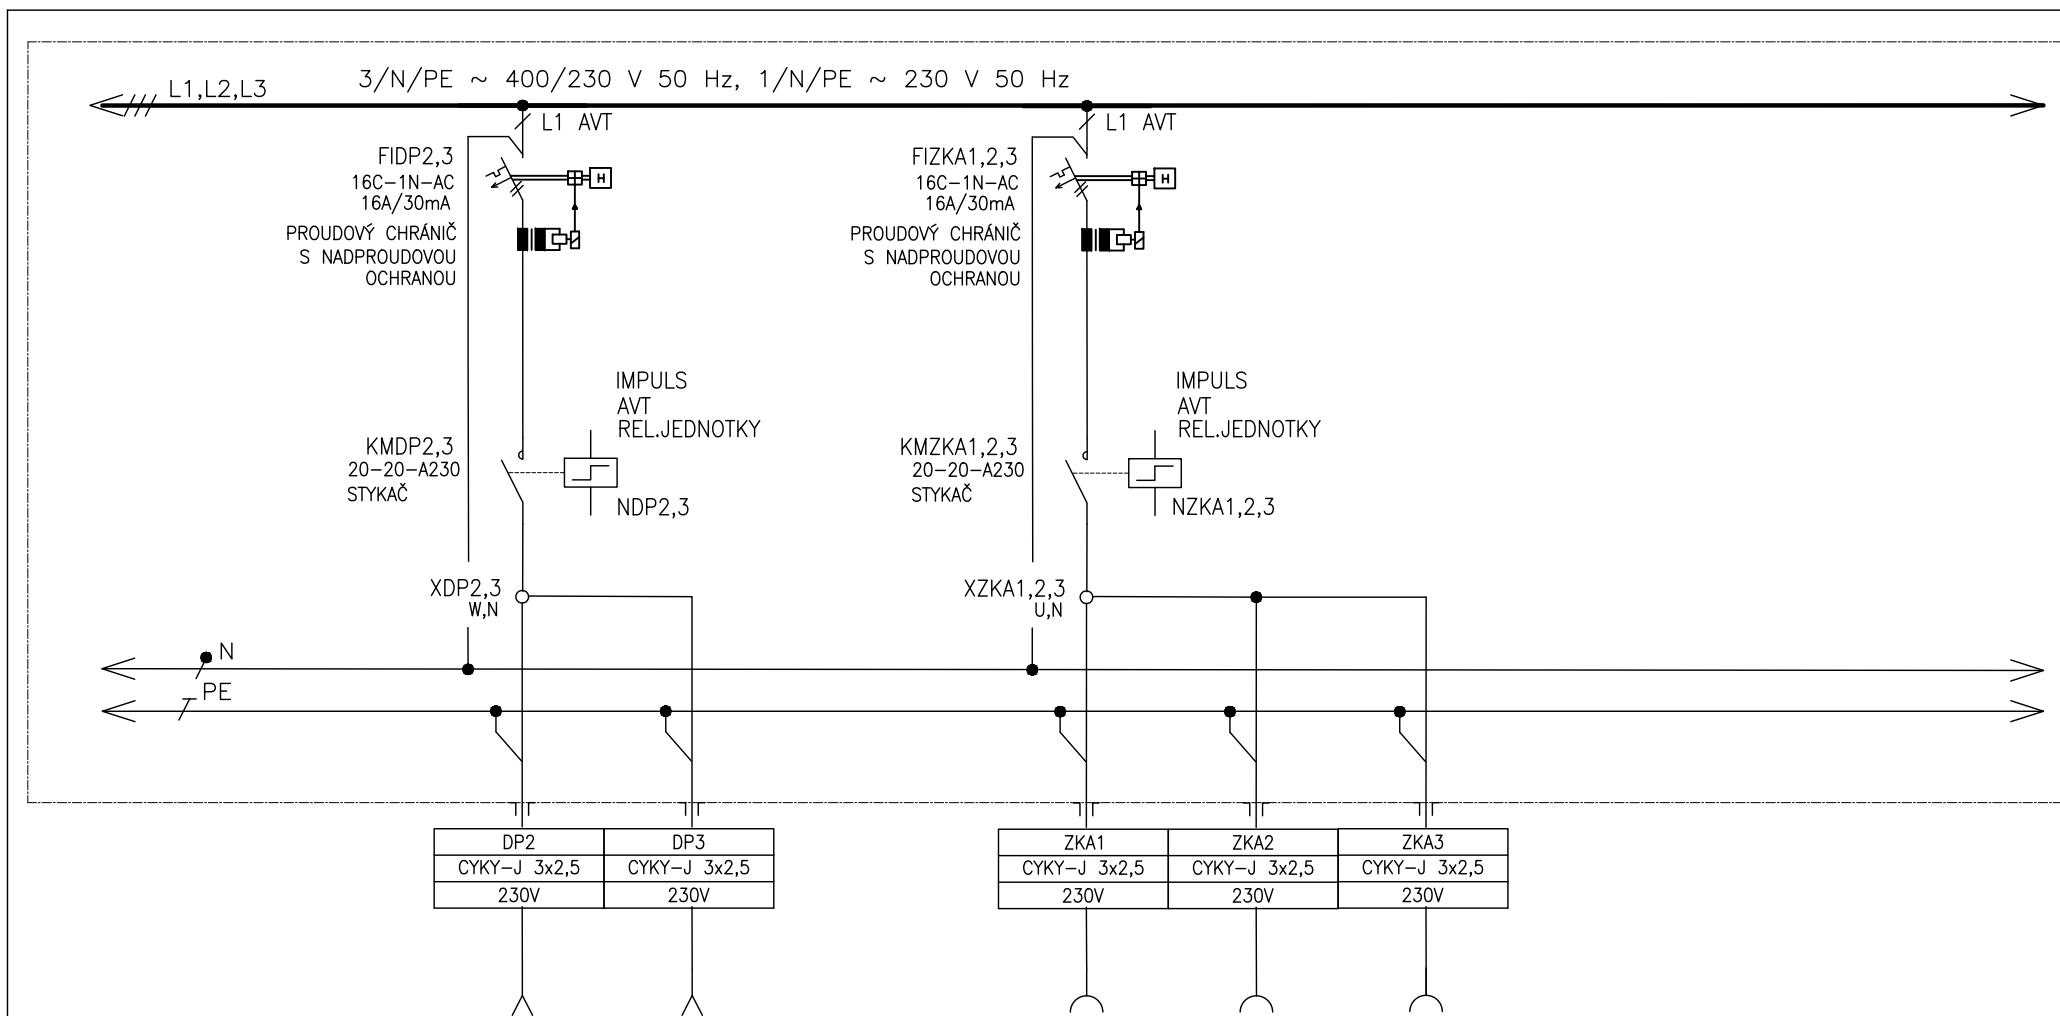 3/N/PE ~ 400/230 V 50 Hz, 1/N/PE ~ 230 V 50 Hz
L1,L2,L3
L1 AVT
FIDP2,3
16C-1N-AC
16A/30mA
PROUDOVÝ CHRÁNIČ
S NADPROUDOVOU
OCHRANOU
H
IMPULS
AVT
REL.JEDNOTKY
KMDP2,3
20-20-A230
STYKAČ
NDP2,3
XDP2,3
W,N
L1 AVT
FIZKA1,2,3
16C-1N-AC
16A/30mA
PROUDOVÝ CHRÁNIČ
S NADPROUDOVOU
OCHRANOU
H
IMPULS
AVT
REL.JEDNOTKY
KMZKA1,2,3
20-20-A230
STYKAČ
NZKA1,2,3
XZKA1,2,3
U,N
N
PE
DP2
CYKY-J 3x2,5
230V
DP3
CYKY-J 3x2,5
230V
ZKA1
CYKY-J 3x2,5
230V
ZKA2
CYKY-J 3x2,5
230V
ZKA3
CYKY-J 3x2,5
230V